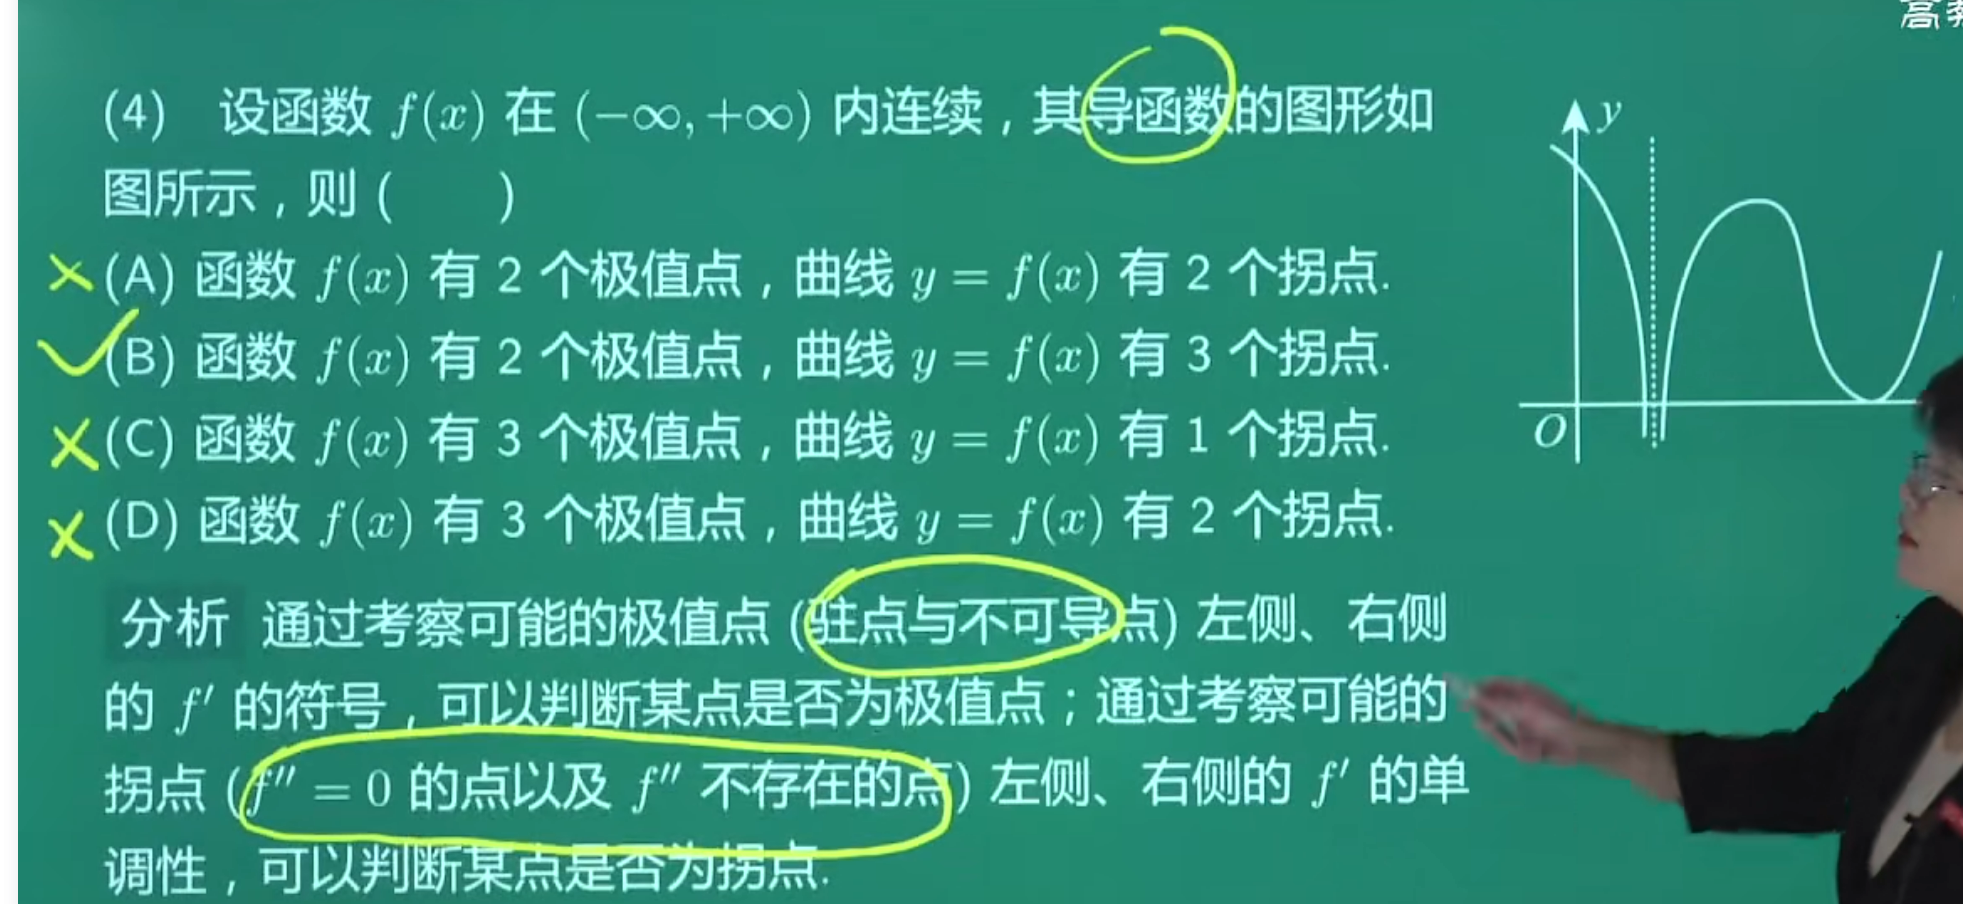 高教
(4) 设函数 f(x) 在 (−∞, +∞) 内连续，其导函数的图形如
图所示，则 (　　)
(A) 函数 f(x) 有 2 个极值点，曲线 y = f(x) 有 2 个拐点.
(B) 函数 f(x) 有 2 个极值点，曲线 y = f(x) 有 3 个拐点.
(C) 函数 f(x) 有 3 个极值点，曲线 y = f(x) 有 1 个拐点.
(D) 函数 f(x) 有 3 个极值点，曲线 y = f(x) 有 2 个拐点.
分析 通过考察可能的极值点 (驻点与不可导点) 左侧、右侧
的 f′ 的符号，可以判断某点是否为极值点；通过考察可能的
拐点 (f″ = 0 的点以及 f″ 不存在的点) 左侧、右侧的 f′ 的单
调性，可以判断某点是否为拐点.
y
O